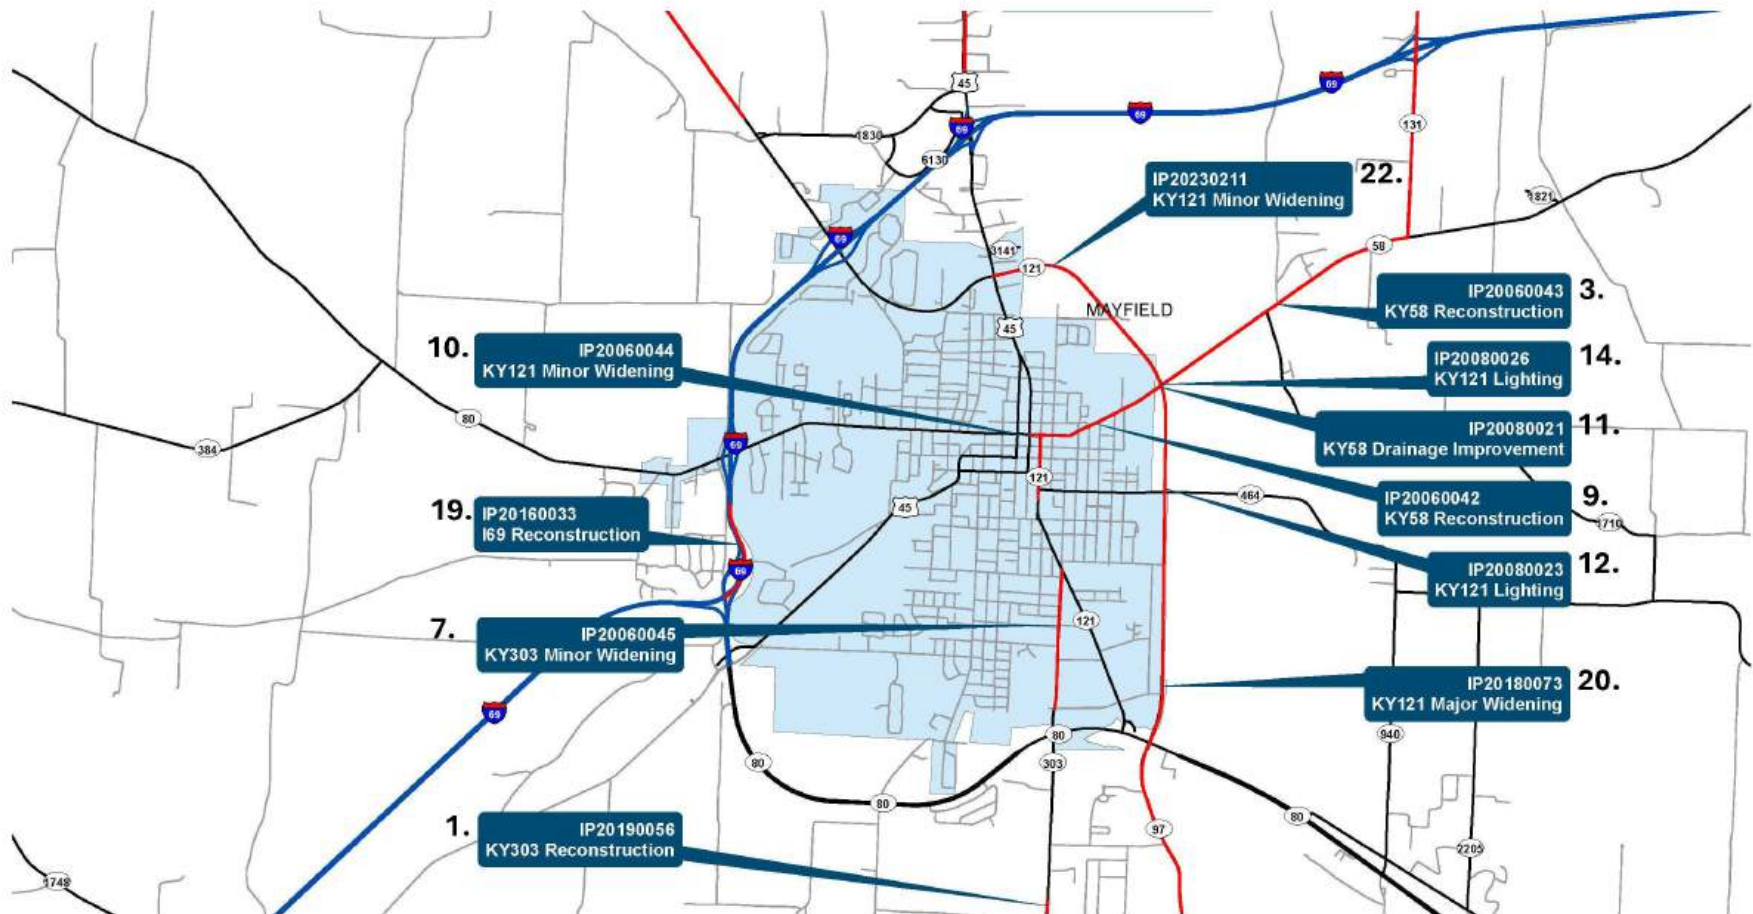 45
69
69
131
1830
69
6130
22.
IP20230211
KY121 Minor Widening
1821
69
3141
121
58
MAYFIELD
IP20060043
KY58 Reconstruction
3.
45
10.
IP20060044
KY121 Minor Widening
IP20080026
KY121 Lighting
14.
80
384
69
IP20080021
KY58 Drainage Improvement
11.
121
464
45
IP20060042
KY58 Reconstruction
9.
1710
19.
IP20160033
I69 Reconstruction
69
IP20080023
KY121 Lighting
12.
7.
IP20060045
KY303 Minor Widening
121
IP20180073
KY121 Major Widening
20.
69
80
940
80
303
80
80
97
1.
IP20190056
KY303 Reconstruction
2205
1748